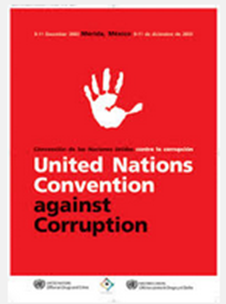 9-11 December 2003 Merida, México 9-11 de diciembre de 2003
Convención de las Naciones Unidas contra la corrupción
United Nations
Convention
against
Corruption